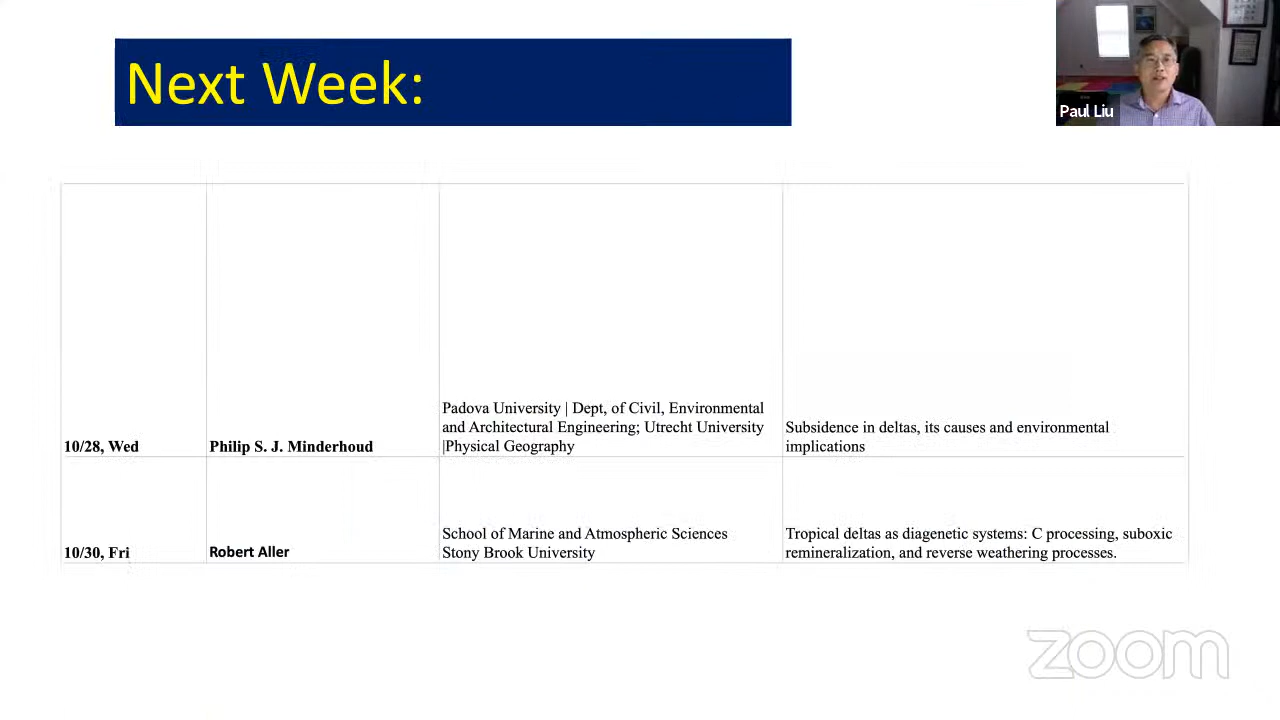 Next Week:
Paul Liu
10/28, Wed
Philip S. J. Minderhoud
Padova University | Dept, of Civil, Environmental
and Architectural Engineering; Utrecht University
|Physical Geography
Subsidence in deltas, its causes and environmental
implications
10/30, Fri
Robert Aller
School of Marine and Atmospheric Sciences
Stony Brook University
Tropical deltas as diagenetic systems: C processing, suboxic
remineralization, and reverse weathering processes.
zoom